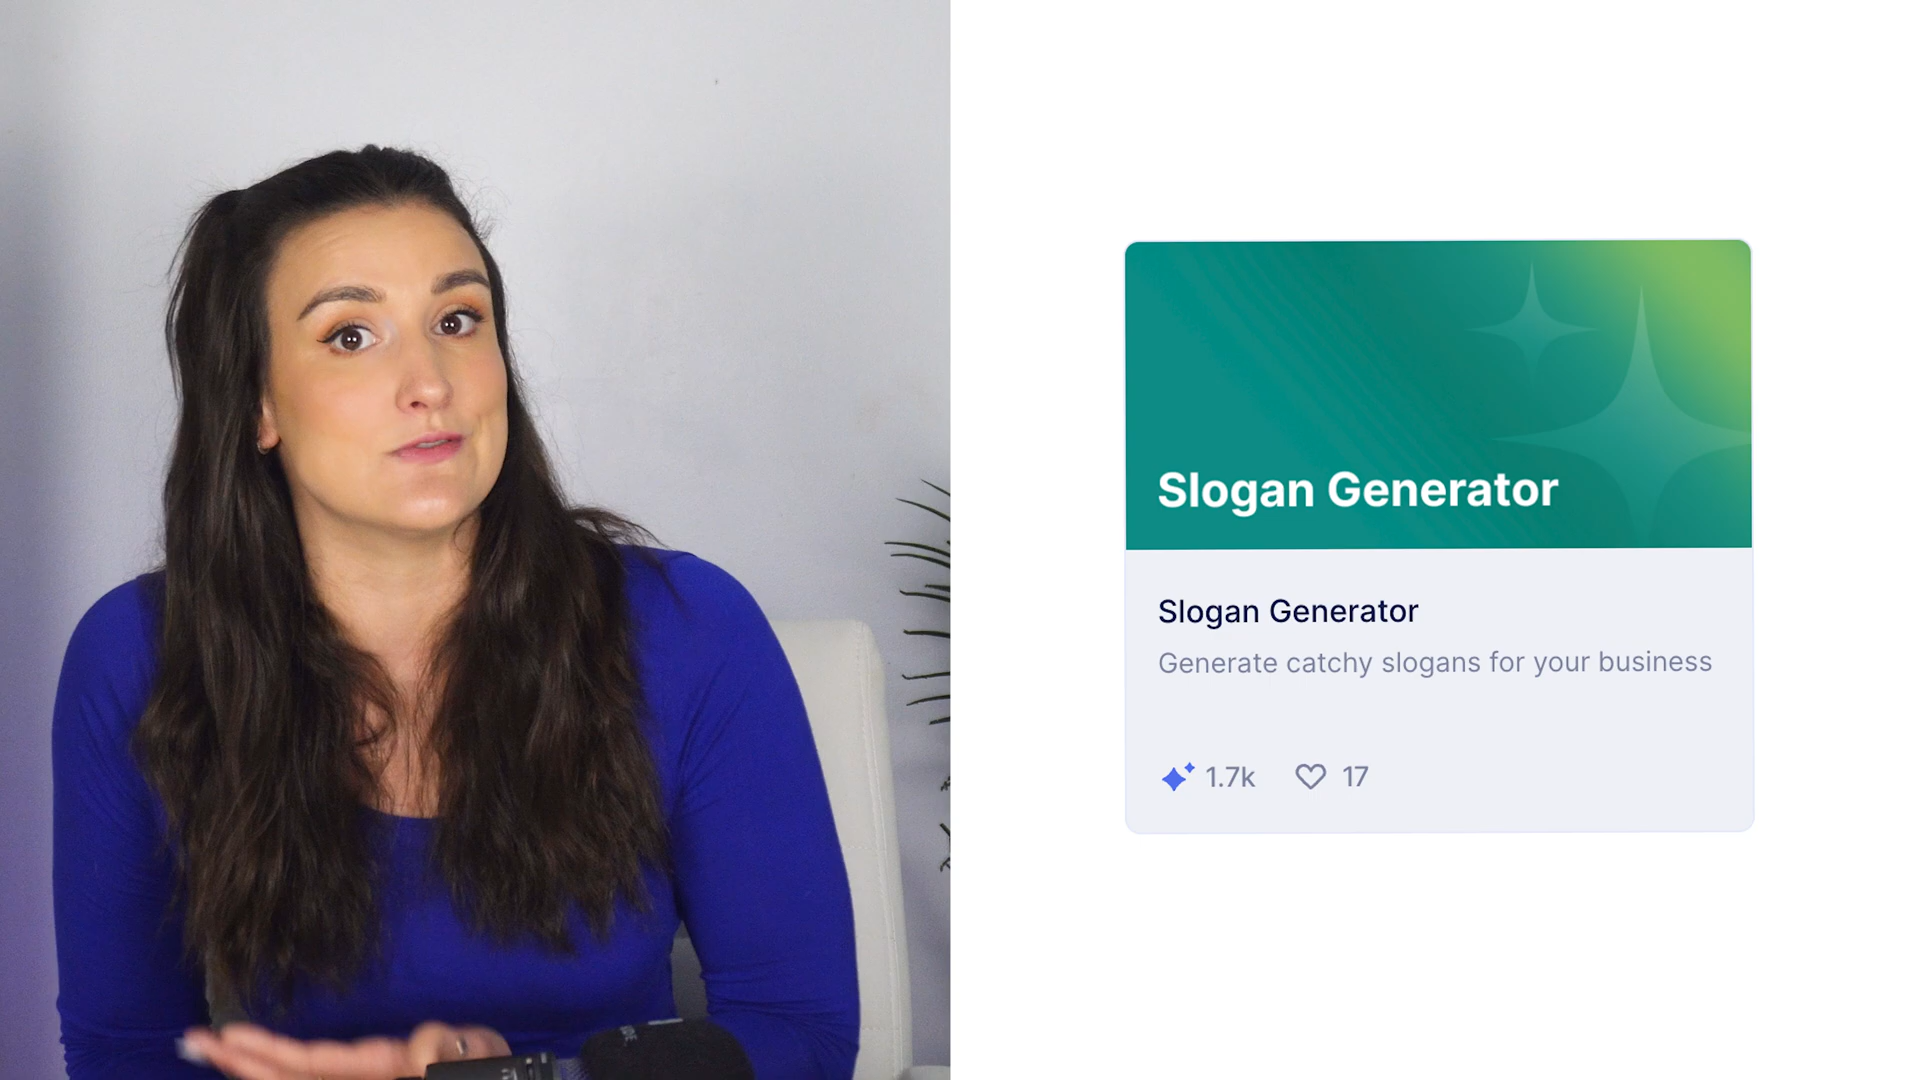 Slogan Generator
Slogan Generator
Generate catchy slogans for your business
1.7k 17